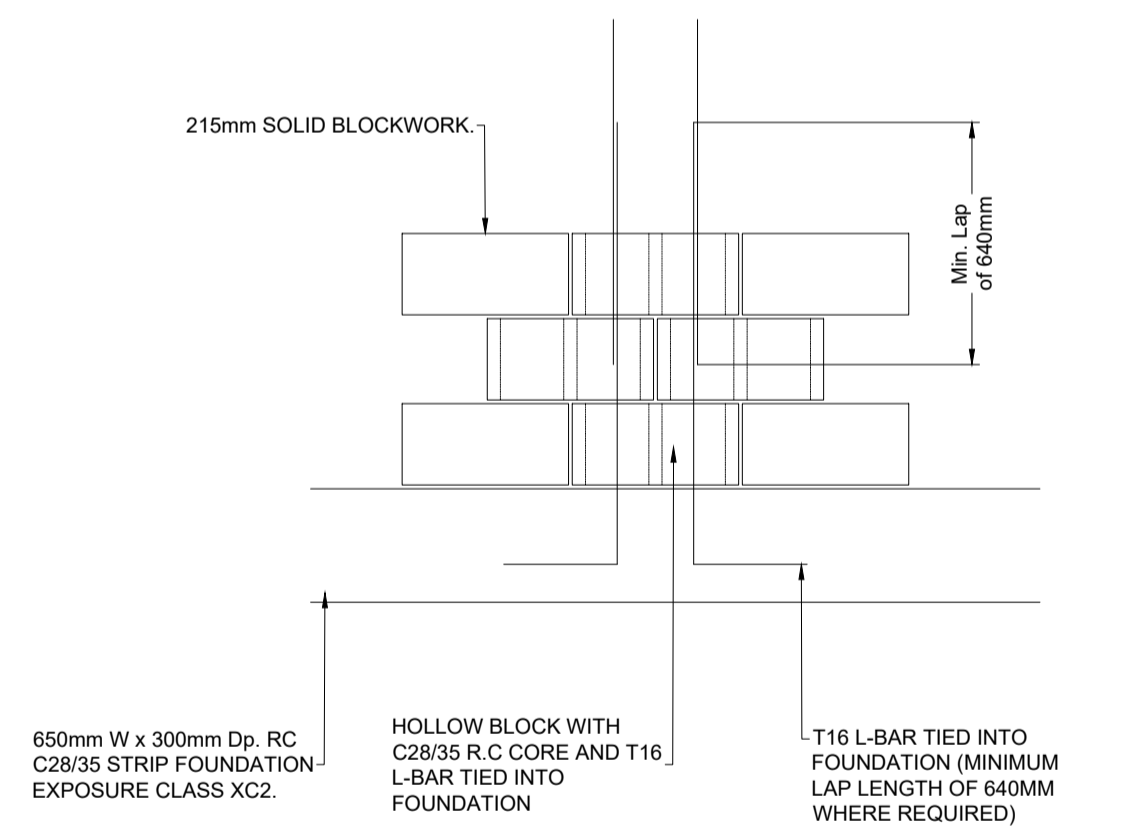 215mm SOLID BLOCKWORK.
Min. Lap
of 640mm
650mm W x 300mm Dp. RC
C28/35 STRIP FOUNDATION
EXPOSURE CLASS XC2.
HOLLOW BLOCK WITH
C28/35 R.C CORE AND T16
L-BAR TIED INTO
FOUNDATION
T16 L-BAR TIED INTO
FOUNDATION (MINIMUM
LAP LENGTH OF 640MM
WHERE REQUIRED)